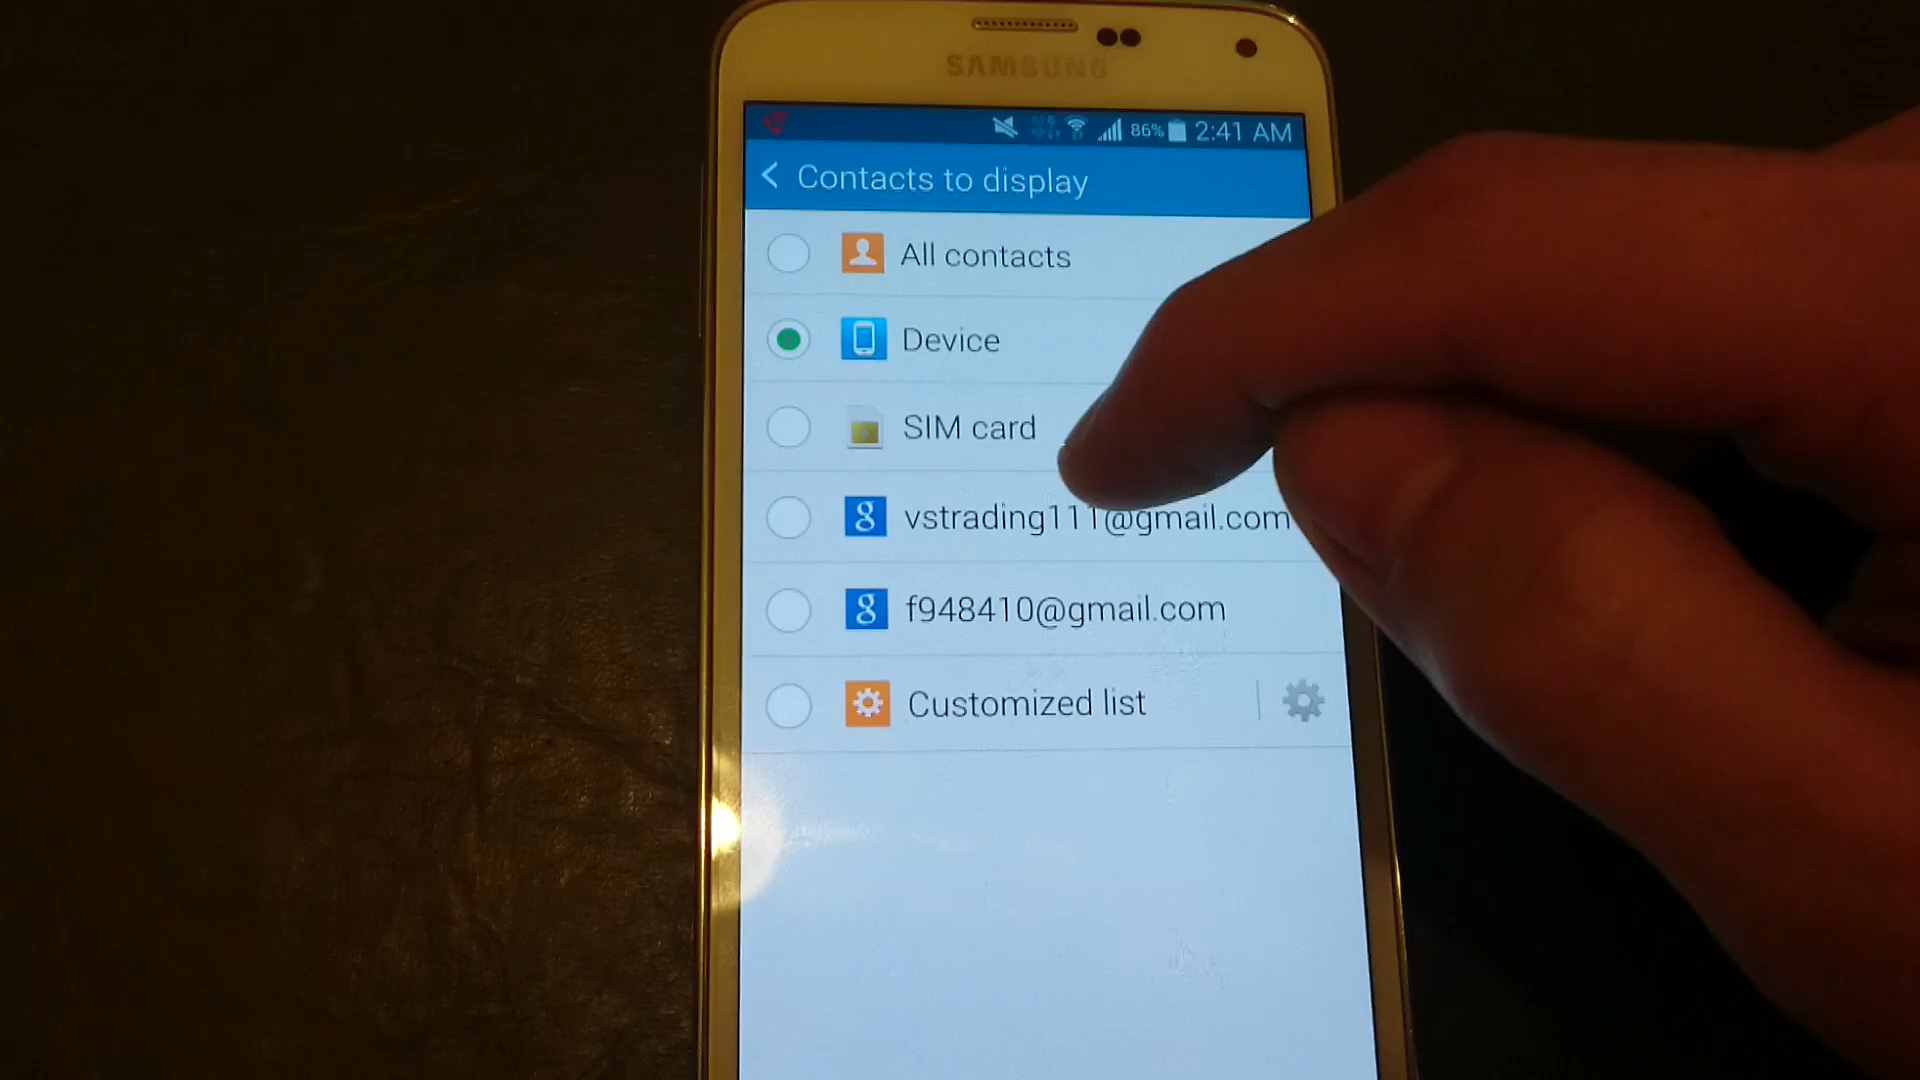 SAMSUNG
86% 2:41 AM
Contacts to display
All contacts
Device
SIM card
vstrading111@gmail.com
f948410@gmail.com
Customized list